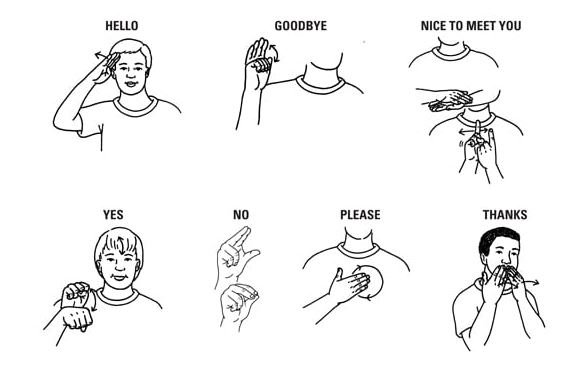 HELLO
GOODBYE
NICE TO MEET YOU
YES
NO
PLEASE
THANKS